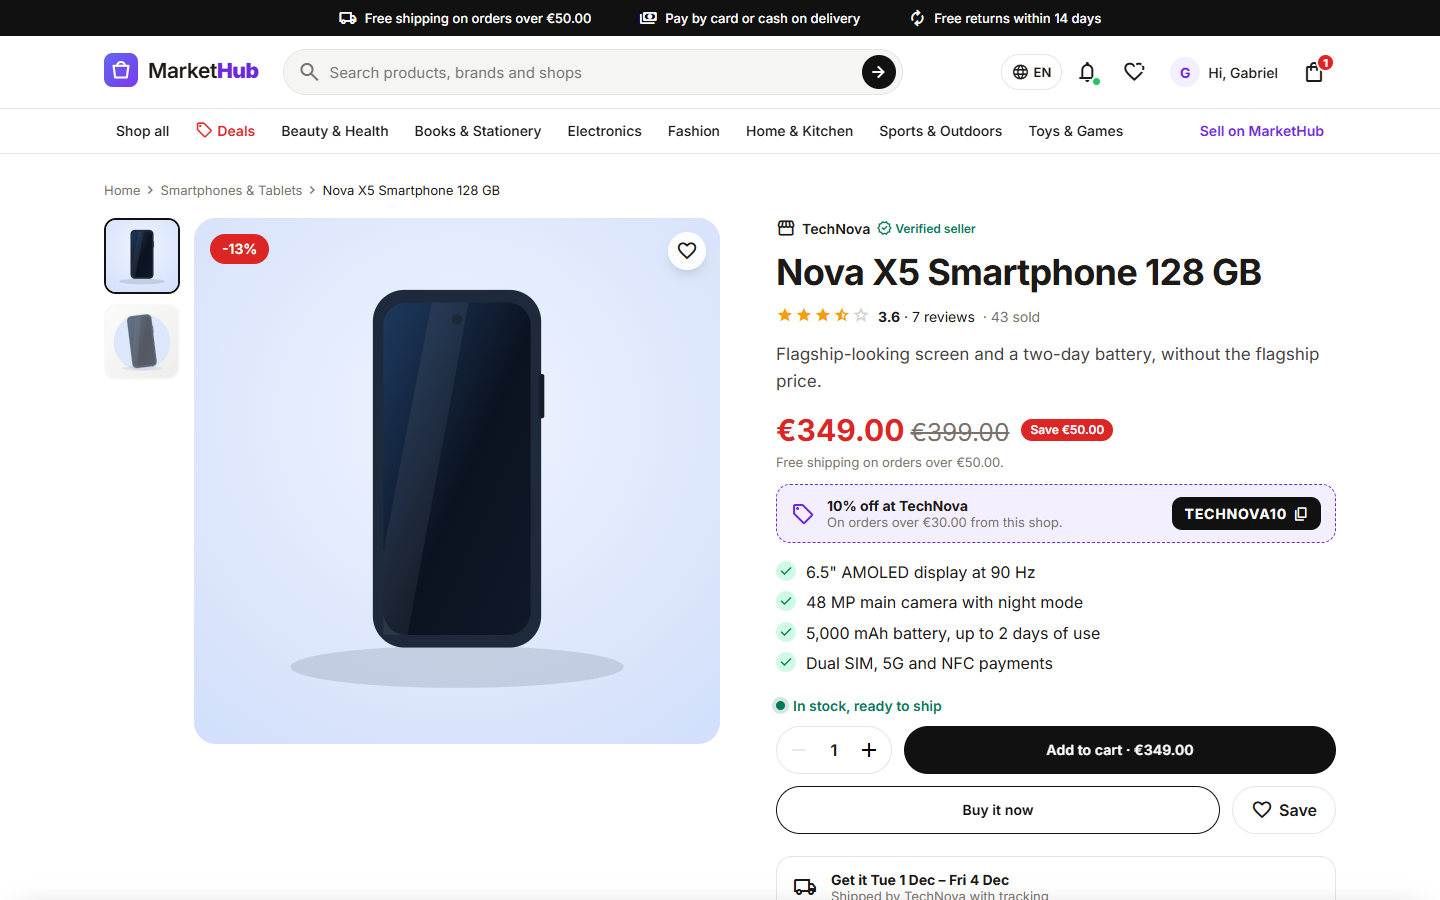 Free shipping on orders over €50.00
Pay by card or cash on delivery
Free returns within 14 days
MarketHub
Search products, brands and shops
EN
G
Hi, Gabriel
1
Shop all
Deals
Beauty & Health
Books & Stationery
Electronics
Fashion
Home & Kitchen
Sports & Outdoors
Toys & Games
Sell on MarketHub
Home > Smartphones & Tablets > Nova X5 Smartphone 128 GB
-13%
TechNova
Verified seller
Nova X5 Smartphone 128 GB
3.6 · 7 reviews · 43 sold
Flagship-looking screen and a two-day battery, without the flagship
price.
€349.00 €399.00 Save €50.00
Free shipping on orders over €50.00.
10% off at TechNova
On orders over €30.00 from this shop.
TECHNOVA10
6.5" AMOLED display at 90 Hz
48 MP main camera with night mode
5,000 mAh battery, up to 2 days of use
Dual SIM, 5G and NFC payments
In stock, ready to ship
1
Add to cart · €349.00
Buy it now
Save
Get it Tue 1 Dec – Fri 4 Dec
Shipped by TechNova with tracking